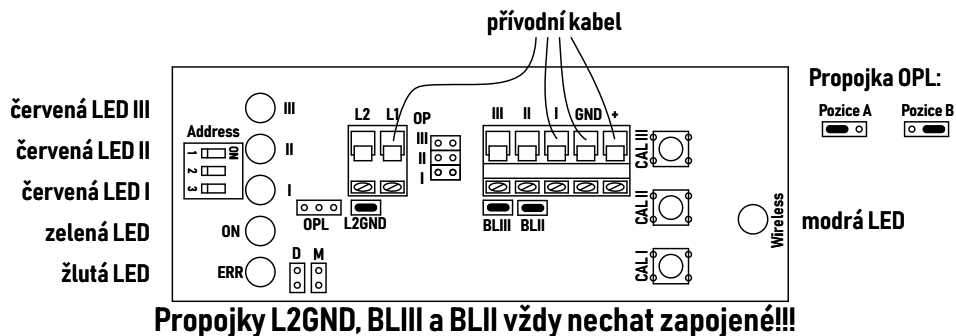 přívodní kabel
Propojka OPL:
Pozice A
Pozice B
červená LED III
červená LED II
červená LED I
zelená LED
žlutá LED
Address
ON
1
2
3
III
II
I
ON
ERR
OPL
D M
L2 L1
L2GND
OP
III
II
I
III II I GND +
BLIII BLII
CAL III
CAL II
CAL I
Wireless
modrá LED
Propojky L2GND, BLIII a BLII vždy nechat zapojené!!!